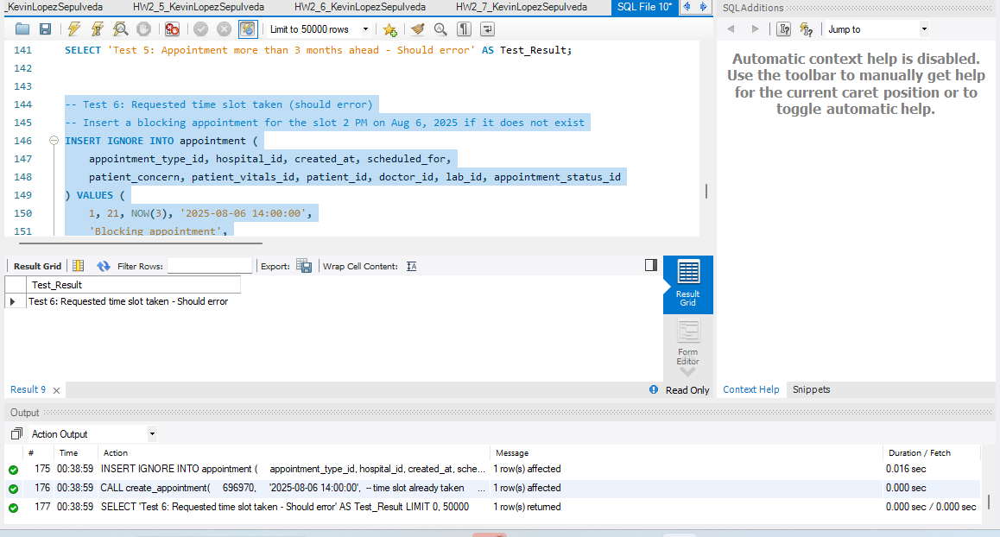 _KevinLopezSepulveda HW2_5_KevinLopezSepulveda HW2_6_KevinLopezSepulveda HW2_7_KevinLopezSepulveda SQL File 10*
SQLAdditions
Limit to 50000 rows
Jump to
141 SELECT 'Test 5: Appointment more than 3 months ahead - Should error' AS Test_Result;
142
143
144 -- Test 6: Requested time slot taken (should error)
145 -- Insert a blocking appointment for the slot 2 PM on Aug 6, 2025 if it does not exist
146 INSERT IGNORE INTO appointment (
147 appointment_type_id, hospital_id, created_at, scheduled_for,
148 patient_concern, patient_vitals_id, patient_id, doctor_id, lab_id, appointment_status_id
149 ) VALUES (
150 1, 21, NOW(3), '2025-08-06 14:00:00',
151 'Blocking appointment',
Automatic context help is disabled.
Use the toolbar to manually get help
for the current caret position or to
toggle automatic help.
Result Grid Filter Rows: Export: Wrap Cell Content:
Test_Result
Test 6: Requested time slot taken - Should error
Result
Grid
Form
Editor
Result 9
Read Only
Context Help Snippets
Output
Action Output
# Time Action Message Duration / Fetch
175 00:38:59 INSERT IGNORE INTO appointment ( appointment_type_id, hospital_id, created_at, sche... 1 row(s) affected 0.016 sec
176 00:38:59 CALL create_appointment( 696970, '2025-08-06 14:00:00', -- time slot already taken ... 1 row(s) affected 0.000 sec
177 00:38:59 SELECT 'Test 6: Requested time slot taken - Should error' AS Test_Result LIMIT 0, 50000 1 row(s) returned 0.000 sec / 0.000 sec